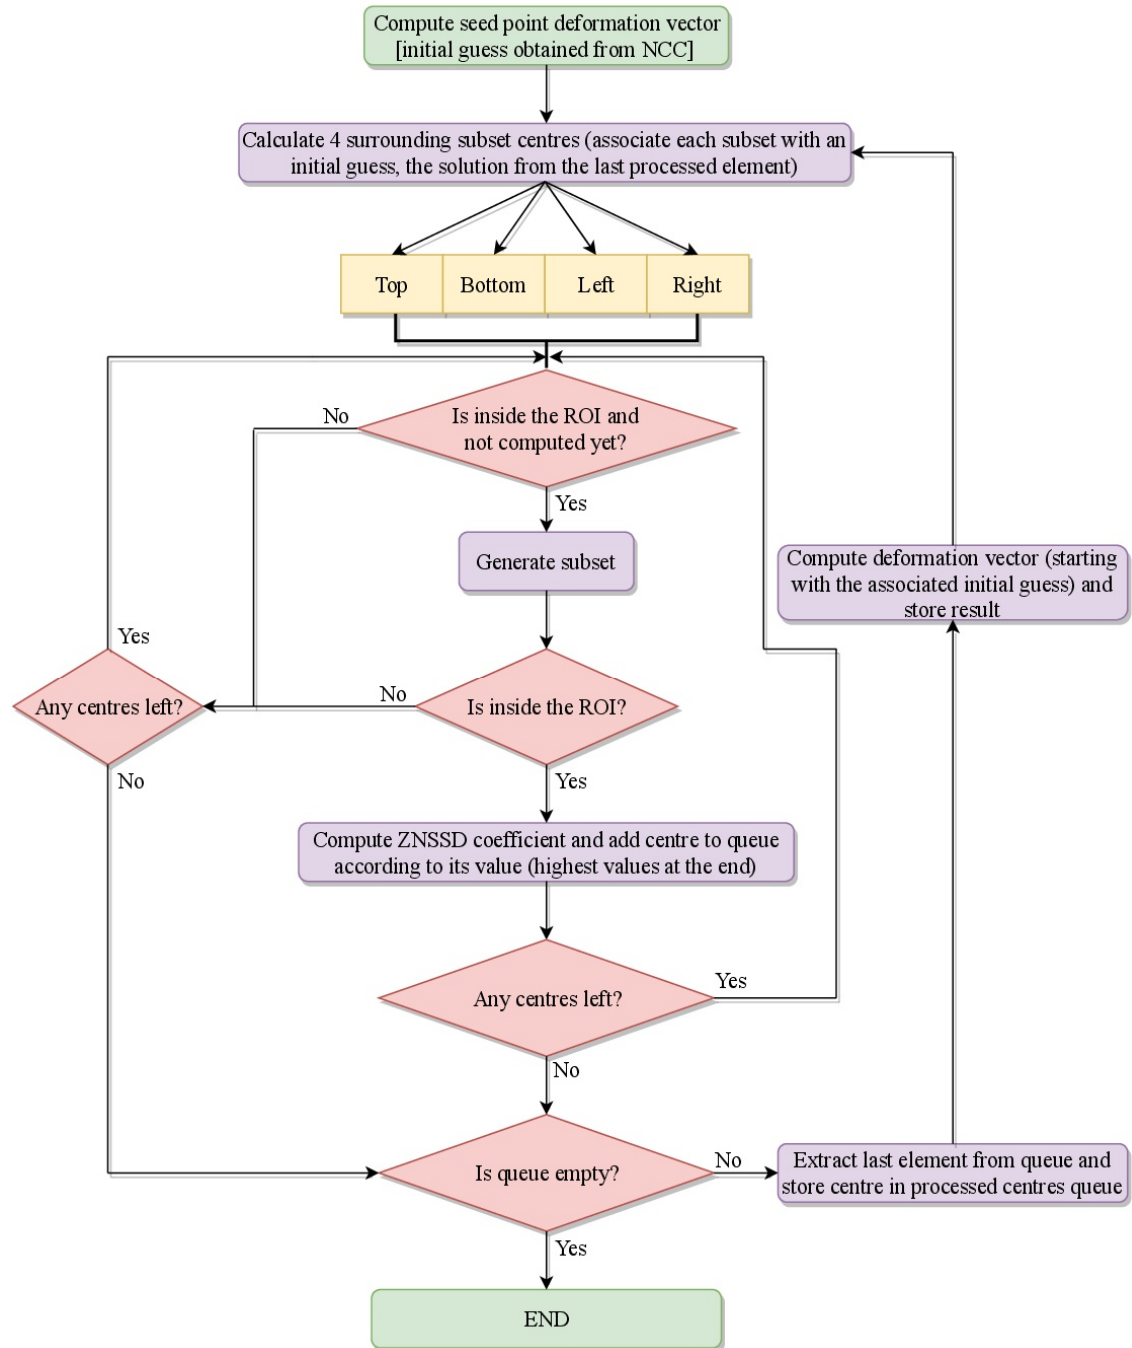 Compute seed point deformation vector
[initial guess obtained from NCC]
Calculate 4 surrounding subset centres (associate each subset with an
initial guess, the solution from the last processed element)
Top
Bottom
Left
Right
No
Is inside the ROI and
not computed yet?
Yes
Generate subset
Compute deformation vector (starting
with the associated initial guess) and
store result
Yes
Any centres left?
No
Is inside the ROI?
No
Yes
Compute ZNSSD coefficient and add centre to queue
according to its value (highest values at the end)
Any centres left?
Yes
No
Is queue empty?
No
Extract last element from queue and
store centre in processed centres queue
Yes
END